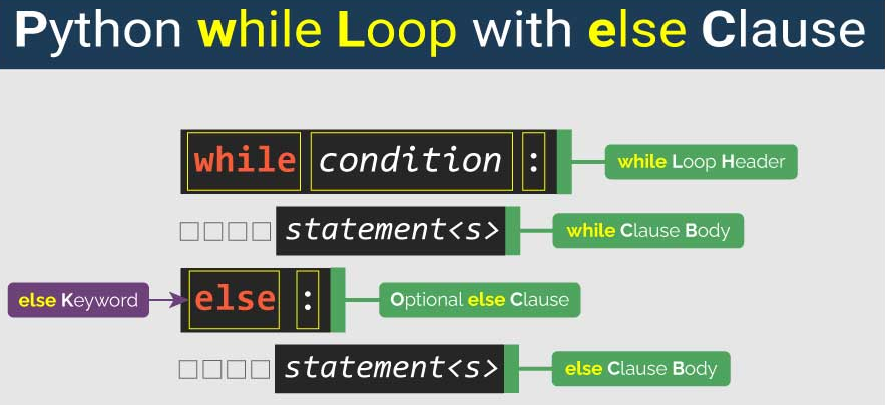 Python while Loop with else Clause
while condition : while Loop Header
statement<s> while Clause Body
else Keyword else : Optional else Clause
statement<s> else Clause Body